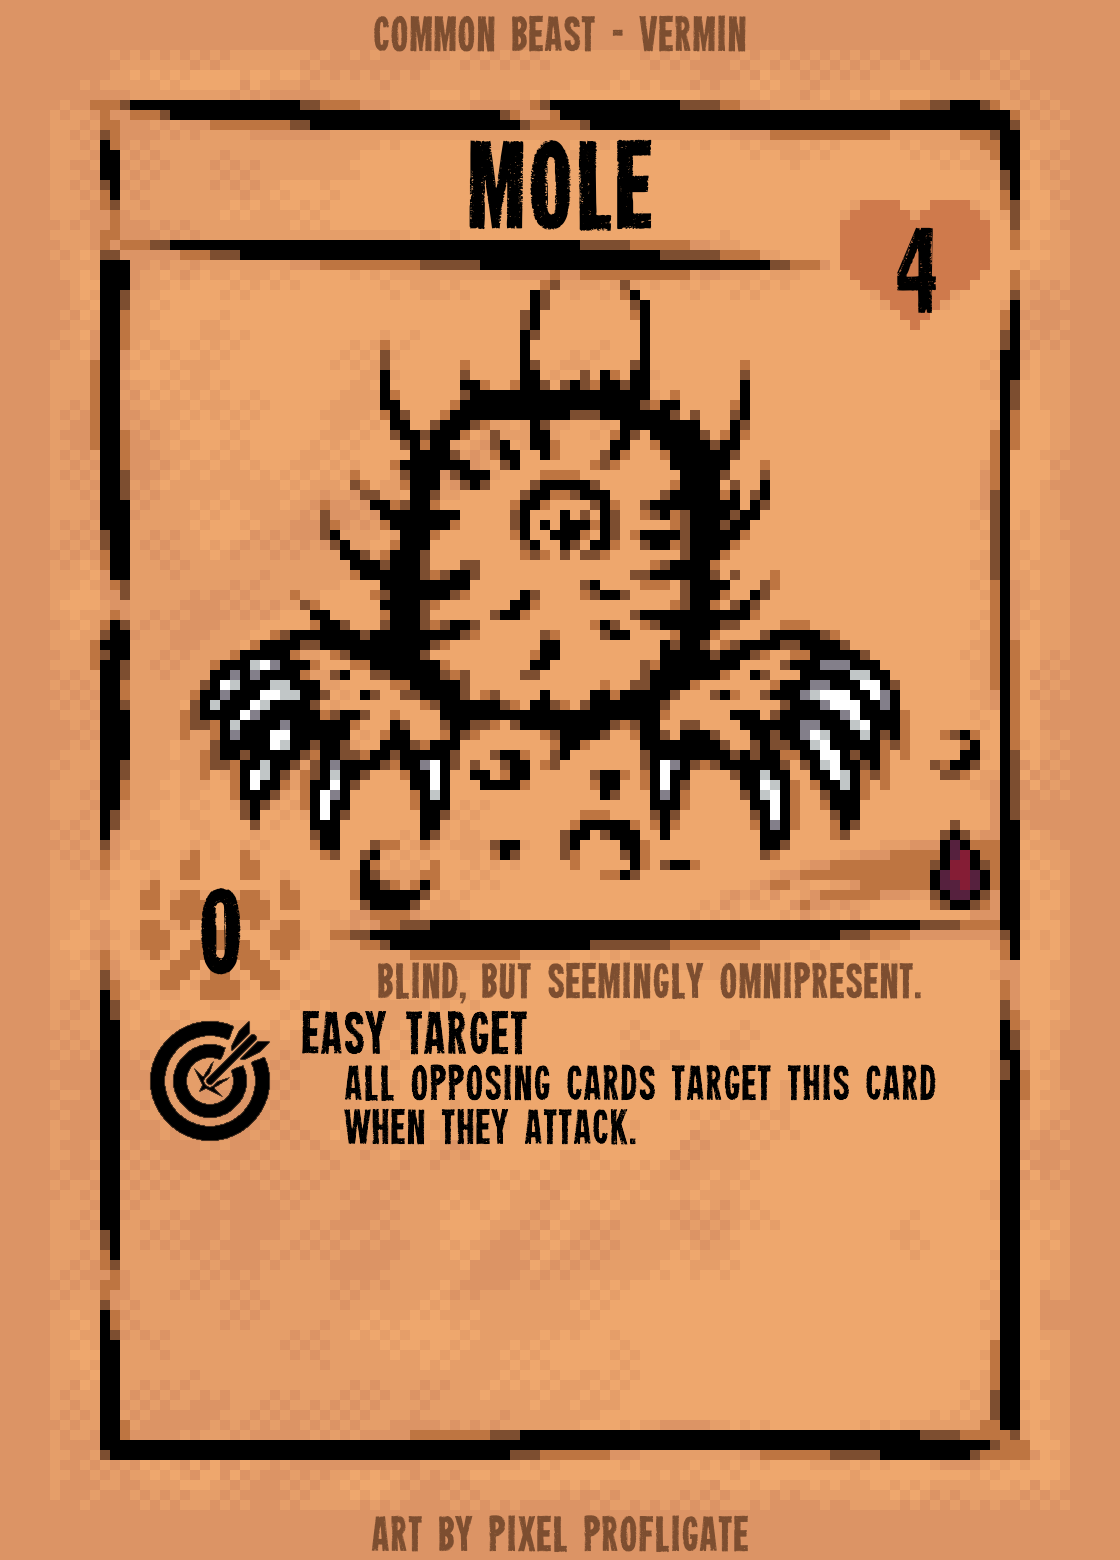 COMMON BEAST - VERMIN
MOLE
4
0
BLIND, BUT SEEMINGLY OMNIPRESENT.
EASY TARGET
ALL OPPOSING CARDS TARGET THIS CARD
WHEN THEY ATTACK.
ART BY PIXEL PROFLIGATE